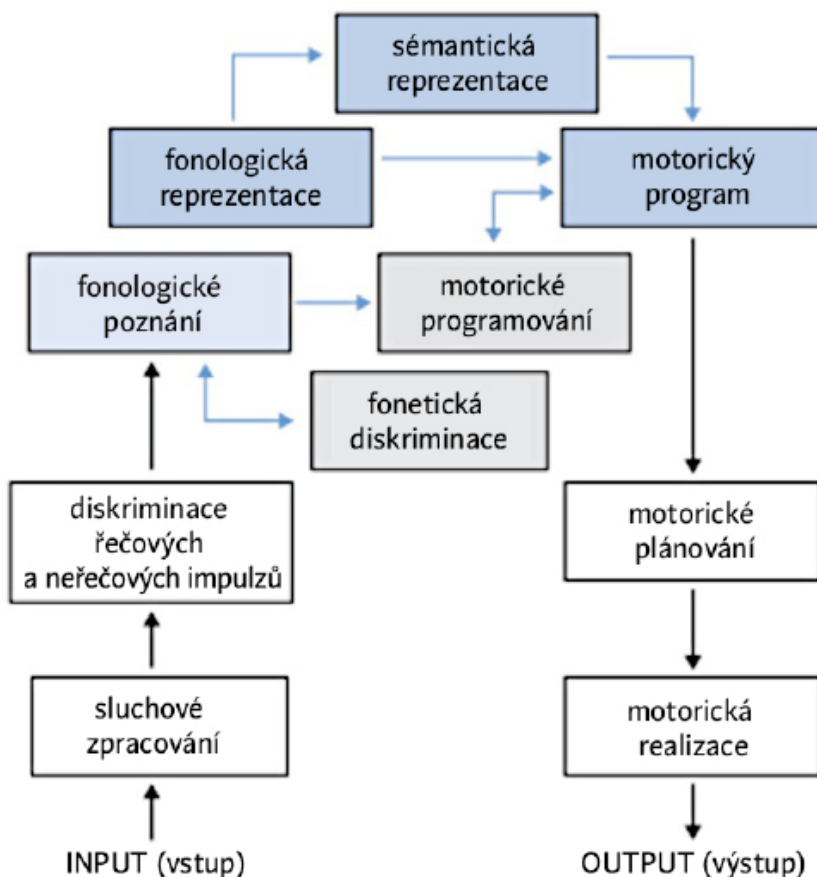 sémantická
reprezentace
fonologická
reprezentace
motorický
program
fonologické
poznání
motorické
programování
fonetická
diskriminace
diskriminace
řečových
a neřečových impulzů
motorické
plánování
sluchové
zpracování
motorická
realizace
INPUT (vstup)
OUTPUT (výstup)